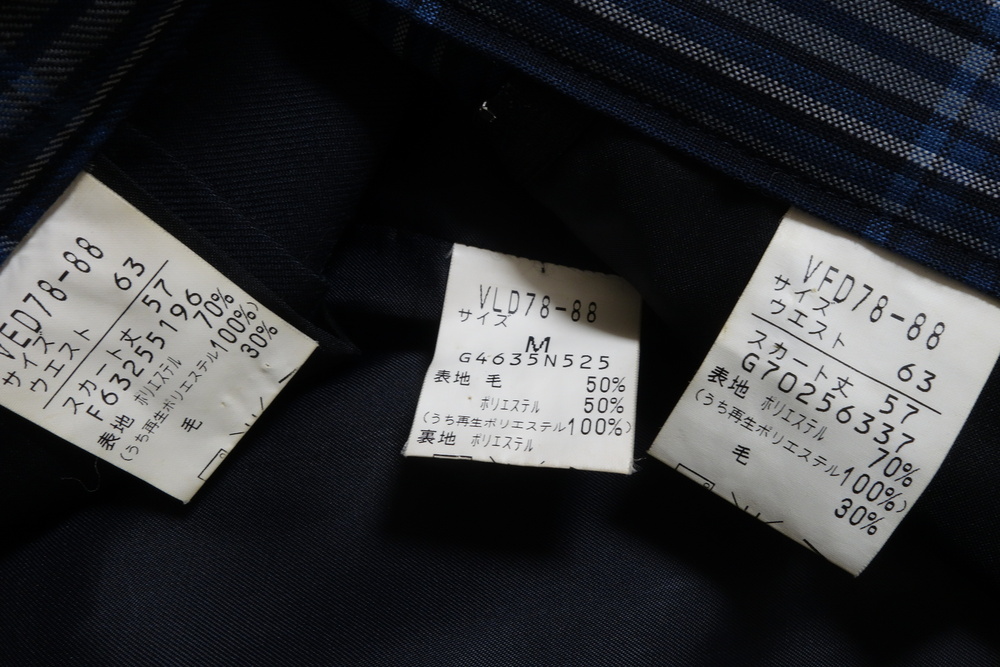 VFD78-88
サイズ
ウエスト 63
スカート丈 57
F63255196
表地 ポリエステル 70%
(うち再生ポリエステル100%)
毛 30%
VLD78-88
サイズ
M
G4635N525
表地 毛 50%
ポリエステル 50%
(うち再生ポリエステル100%)
裏地 ポリエステル
VFD78-88
サイズ
ウエスト 63
スカート丈 57
G70256337
表地 ポリエステル 70%
(うち再生ポリエステル100%)
毛 30%